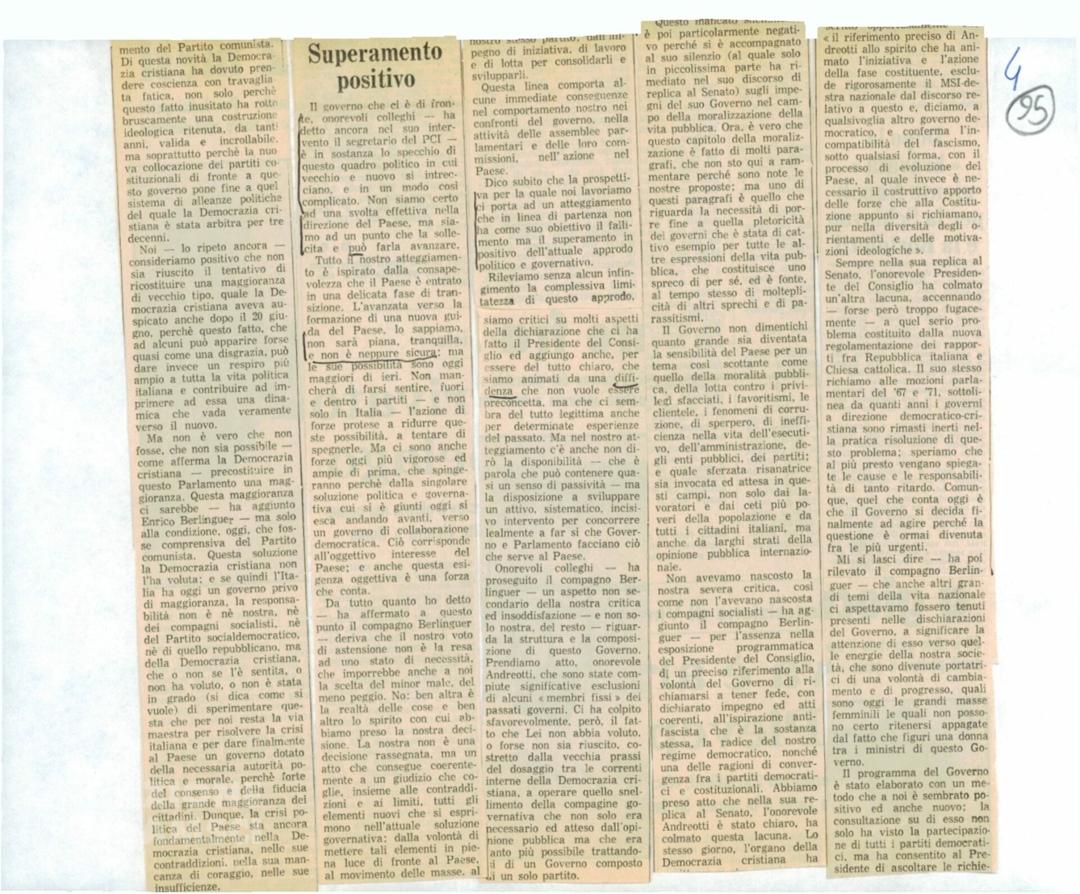 mento del Partito comunista.
Di questa novità la Democra-
zia cristiana ha dovuto pren-
dere coscienza con travaglia-
ta fatica, non solo perchè
questo fatto inusitato ha rotto
bruscamente una costruzione
ideologica ritenuta, da tanti
anni, valida e incrollabile,
ma soprattutto perchè la nuo
va collocazione dei partiti co-
stituzionali di fronte a que-
sto governo pone fine a quel
sistema di alleanze politiche
del quale la Democrazia cri-
stiana è stata arbitra per tre
decenni.
Noi — lo ripeto ancora —
consideriamo positivo che non
sia riuscito il tentativo di
ricostituire una maggioranza
di vecchio tipo, quale la De-
mocrazia cristiana aveva au-
spicato anche dopo il 20 giu-
gno, perchè questo fatto, che
ad alcuni può apparire forse
quasi come una disgrazia, può
dare invece un respiro più
ampio a tutta la vita politica
italiana e contribuire ad im-
primere ad essa una dina-
mica che vada veramente
verso il nuovo.
Ma non è vero che non
fosse, che non sia possibile —
come afferma la Democrazia
cristiana — precostituire in
questo Parlamento una mag-
gioranza. Questa maggioranza
ci sarebbe — ha aggiunto
Enrico Berlinguer — ma solo
alla condizione, oggi, che fos-
se comprensiva del Partito
comunista. Questa soluzione
la Democrazia cristiana non
l'ha voluta; e se quindi l'Ita-
lia ha oggi un governo privo
di maggioranza, la responsa-
bilità non è nè nostra, nè
dei compagni socialisti, nè
del Partito socialdemocratico,
nè di quello repubblicano, ma
della Democrazia cristiana,
che o non se l'è sentita, o
non ha voluto, o non è stata
in grado (si dica come si
vuole) di sperimentare que-
sta che per noi resta la via
maestra per risolvere la crisi
italiana e per dare finalmente
al Paese un governo dotato
della necessaria autorità po-
litica e morale, perchè forte
del consenso e della fiducia
della grande maggioranza dei
cittadini. Dunque, la crisi po-
litica del Paese sta ancora
fondamentalmente nella De-
mocrazia cristiana, nelle sue
contraddizioni, nella sua man-
canza di coraggio, nelle sue
insufficienze.
Superamento
positivo
Il governo che ci è di fron-
te, onorevoli colleghi — ha
detto ancora nel suo inter-
vento il segretario del PCI —
è in sostanza lo specchio di
questo quadro politico in cui
vecchio e nuovo si intrec-
ciano, e in un modo così
complicato. Non siamo certo
ad una svolta effettiva nella
direzione del Paese, ma sia-
mo ad un punto che la solle-
cita e può farla avanzare.
Tutto il nostro atteggiamen-
to è ispirato dalla consape-
volezza che il Paese è entrato
in una delicata fase di tran-
sizione. L'avanzata verso la
formazione di una nuova gui-
da del Paese, lo sappiamo,
non sarà piana, tranquilla,
e non è neppure sicura; ma
le sue possibilità sono oggi
maggiori di ieri. Non man-
cherà di farsi sentire, fuori
e dentro i partiti — e non
solo in Italia — l'azione di
forze protese a ridurre que-
ste possibilità, a tentare di
spegnerle. Ma ci sono anche
forze oggi più vigorose ed
ampie di prima, che spinge-
ranno perchè dalla singolare
soluzione politica e governa-
tiva cui si è giunti oggi si
esca andando avanti, verso
un governo di collaborazione
democratica. Ciò corrisponde
all'oggettivo interesse del
Paese; e anche questa esi-
genza oggettiva è una forza
che conta.
Da tutto quanto ho detto
— ha affermato a questo
punto il compagno Berlinguer
— deriva che il nostro voto
di astensione non è la resa
ad uno stato di necessità,
che imporrebbe anche a noi
la scelta del minor male, del
meno peggio. No: ben altra è
la realtà delle cose e ben
altro lo spirito con cui ab-
biamo preso la nostra deci-
sione. La nostra non è una
decisione rassegnata, ma un
atto che consegue coerente-
mente a un giudizio che co-
glie, insieme alle contraddi-
zioni e ai limiti, tutti gli
elementi nuovi che si espri-
mono nell'attuale soluzione
governativa; dalla volontà di
mettere tali elementi in pie-
na luce di fronte al Paese,
al movimento delle masse, al
nostro stesso partito, dall'im-
pegno di iniziativa, di lavoro
e di lotta per consolidarli e
svilupparli.
Questa linea comporta al-
cune immediate conseguenze
nel comportamento nostro nei
confronti del governo, nella
attività delle assemblee par-
lamentari e delle loro com-
missioni, nell'azione nel
Paese.
Dico subito che la prospetti-
va per la quale noi lavoriamo
ci porta ad un atteggiamento
che in linea di partenza non
ha come suo obiettivo il falli-
mento ma il superamento in
positivo dell'attuale approdo
politico e governativo.
Rileviamo senza alcun infin-
gimento la complessiva limi-
tatezza di questo approdo,
siamo critici su molti aspetti
della dichiarazione che ci ha
fatto il Presidente del Consi-
glio ed aggiungo anche, per
essere del tutto chiaro, che
siamo animati da una diffi-
denza che non vuole essere
preconcetta, ma che ci sem-
bra del tutto legittima anche
per determinate esperienze
del passato. Ma nel nostro at-
teggiamento c'è anche non di-
rò la disponibilità — che è
parola che può contenere qua-
si un senso di passività — ma
la disposizione a sviluppare
un attivo, sistematico, incisi-
vo intervento per concorrere
realmente a far sì che Gover-
no e Parlamento facciano ciò
che serve al Paese.
Onorevoli colleghi — ha
proseguito il compagno Ber-
linguer — un aspetto non se-
condario della nostra critica
ed insoddisfazione — e non so-
lo nostra, del resto — riguar-
da la struttura e la composi-
zione di questo Governo.
Prendiamo atto, onorevole
Andreotti, che sono state com-
piute significative esclusioni
di alcuni « membri fissi » dei
passati governi. Ci ha colpito
sfavorevolmente, però, il fat-
to che Lei non abbia voluto,
o forse non sia riuscito, co-
stretto dalla vecchia prassi
del dosaggio tra le correnti
interne della Democrazia cri-
stiana, a operare quello snel-
limento della compagine go-
vernativa che non solo era
necessario ed atteso dall'opi-
nione pubblica ma che era
anto più possibile trattando-
si di un Governo composto
di un solo partito.
Questo mancato
è poi particolarmente negati-
vo perché si è accompagnato
al suo silenzio (al quale solo
in piccolissima parte ha ri-
mediato nel suo discorso di
replica al Senato) sugli impe-
gni del suo Governo nel cam-
po della moralizzazione della
vita pubblica. Ora, è vero che
questo capitolo della moraliz-
zazione è fatto di molti para-
grafi, che non sto qui a ram-
mentare perché sono note le
nostre proposte; ma uno di
questi paragrafi è quello che
riguarda la necessità di por-
re fine a quella pletoricità
dei governi che è stata di cat-
tivo esempio per tutte le al-
tre espressioni della vita pub-
blica, che costituisce uno
spreco di per sé, ed è fonte,
al tempo stesso di moltepli-
cità di altri sprechi e di pa-
rassitismi.
Il Governo non dimentichi
quanto grande sia diventata
la sensibilità del Paese per un
tema così scottante come
quello della moralità pubbli-
ca, della lotta contro i privi-
legi sfacciati, i favoritismi, le
clientele, i fenomeni di corru-
zione, di sperpero, di ineffi-
cienza nella vita dell'esecuti-
vo, dell'amministrazione, de-
gli enti pubblici, dei partiti;
e quale sferzata risanatrice
sia invocata ed attesa in que-
sti campi, non solo dai la-
voratori e dai ceti più po-
veri della popolazione e da
tutti i cittadini italiani, ma
anche da larghi strati della
opinione pubblica internazio-
naie.
Non avevamo nascosto la
nostra severa critica, così
come non l'avevano nascosta
i compagni socialisti — ha ag-
giunto il compagno Berlin-
guer — per l'assenza nella
esposizione programmatica
del Presidente del Consiglio,
di un preciso riferimento alla
volontà del Governo di ri-
chiamarsi a tener fede, con
dichiarato impegno ed atti
coerenti, all'ispirazione anti-
fascista che è la sostanza
stessa, la radice del nostro
regime democratico, nonché
una delle ragioni di conver-
genza fra i partiti democrati-
ci e costituzionali. Abbiamo
preso atto che nella sua re-
plica al Senato, l'onorevole
Andreotti è stato chiaro, ha
colmato questa lacuna. Lo
stesso giorno, l'organo della
Democrazia cristiana ha
« il riferimento preciso di An-
dreotti allo spirito che ha ani-
mato l'iniziativa e l'azione
della fase costituente, esclu-
de rigorosamente il MSI-de-
stra nazionale dal discorso re-
lativo a questo e, diciamo, a
qualsivoglia altro governo de-
mocratico, e conferma l'in-
compatibilità del fascismo,
sotto qualsiasi forma, con il
processo di evoluzione del
Paese, al quale invece è ne-
cessario il costruttivo apporto
delle forze che alla Costitu-
zione appunto si richiamano,
pur nella diversità degli o-
rientamenti e delle motiva-
zioni ideologiche ».
Sempre nella sua replica al
Senato, l'onorevole Presiden-
te del Consiglio ha colmato
un'altra lacuna, accennando
— forse però troppo fugace-
mente — a quel serio pro-
blema costituito dalla nuova
regolamentazione dei rappor-
ti fra Repubblica italiana e
Chiesa cattolica. Il suo stesso
richiamo alle mozioni parla-
mentari del '67 e '71, sottoli-
nea da quanti anni i governi
a direzione democratico-cri-
stiana sono rimasti inerti nel-
la pratica risoluzione di que-
sto problema; speriamo che
al più presto vengano spiega-
te le cause e le responsabili-
tà di tanto ritardo. Comun-
que, quel che conta oggi è
che il Governo si decida fi-
nalmente ad agire perché la
questione è ormai divenuta
fra le più urgenti.
Mi si lasci dire — ha poi
rilevato il compagno Berlin-
guer — che anche altri gran-
di temi della vita nazionale
ci aspettavamo fossero tenuti
presenti nelle dischiarazioni
del Governo, a significare la
attenzione di esso verso quel-
le energie della nostra socie-
tà, che sono divenute portatri-
ci di una volontà di cambia-
mento e di progresso, quali
sono oggi le grandi masse
femminili le quali non posso-
no certo ritenersi appagate
dal fatto che figuri una donna
tra i ministri di questo Go-
verno.
Il programma del Governo
è stato elaborato con un me-
todo che a noi è sembrato po-
sitivo ed anche nuovo; la
consultazione su di esso non
solo ha visto la partecipazio-
ne di tutti i partiti democrati-
ci, ma ha consentito al Pre-
sidente di ascoltare le richie-
4
95